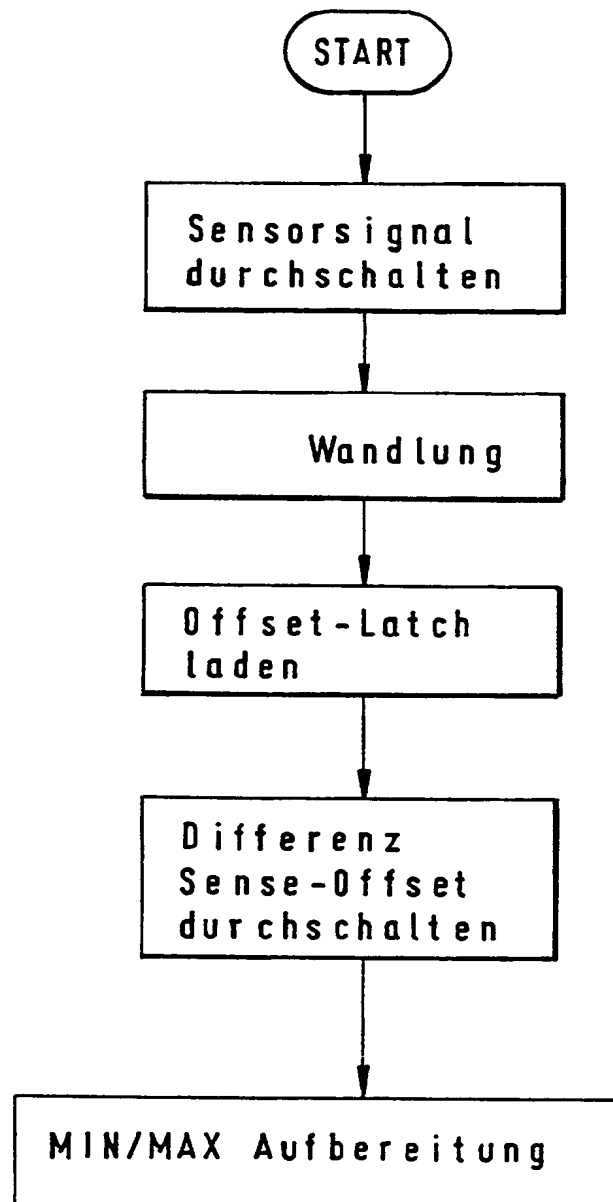 START
Sensorsignal
durchschalten
Wandlung
Offset-Latch
laden
Differenz
Sense-Offset
durchschalten
MIN/MAX Aufbereitung